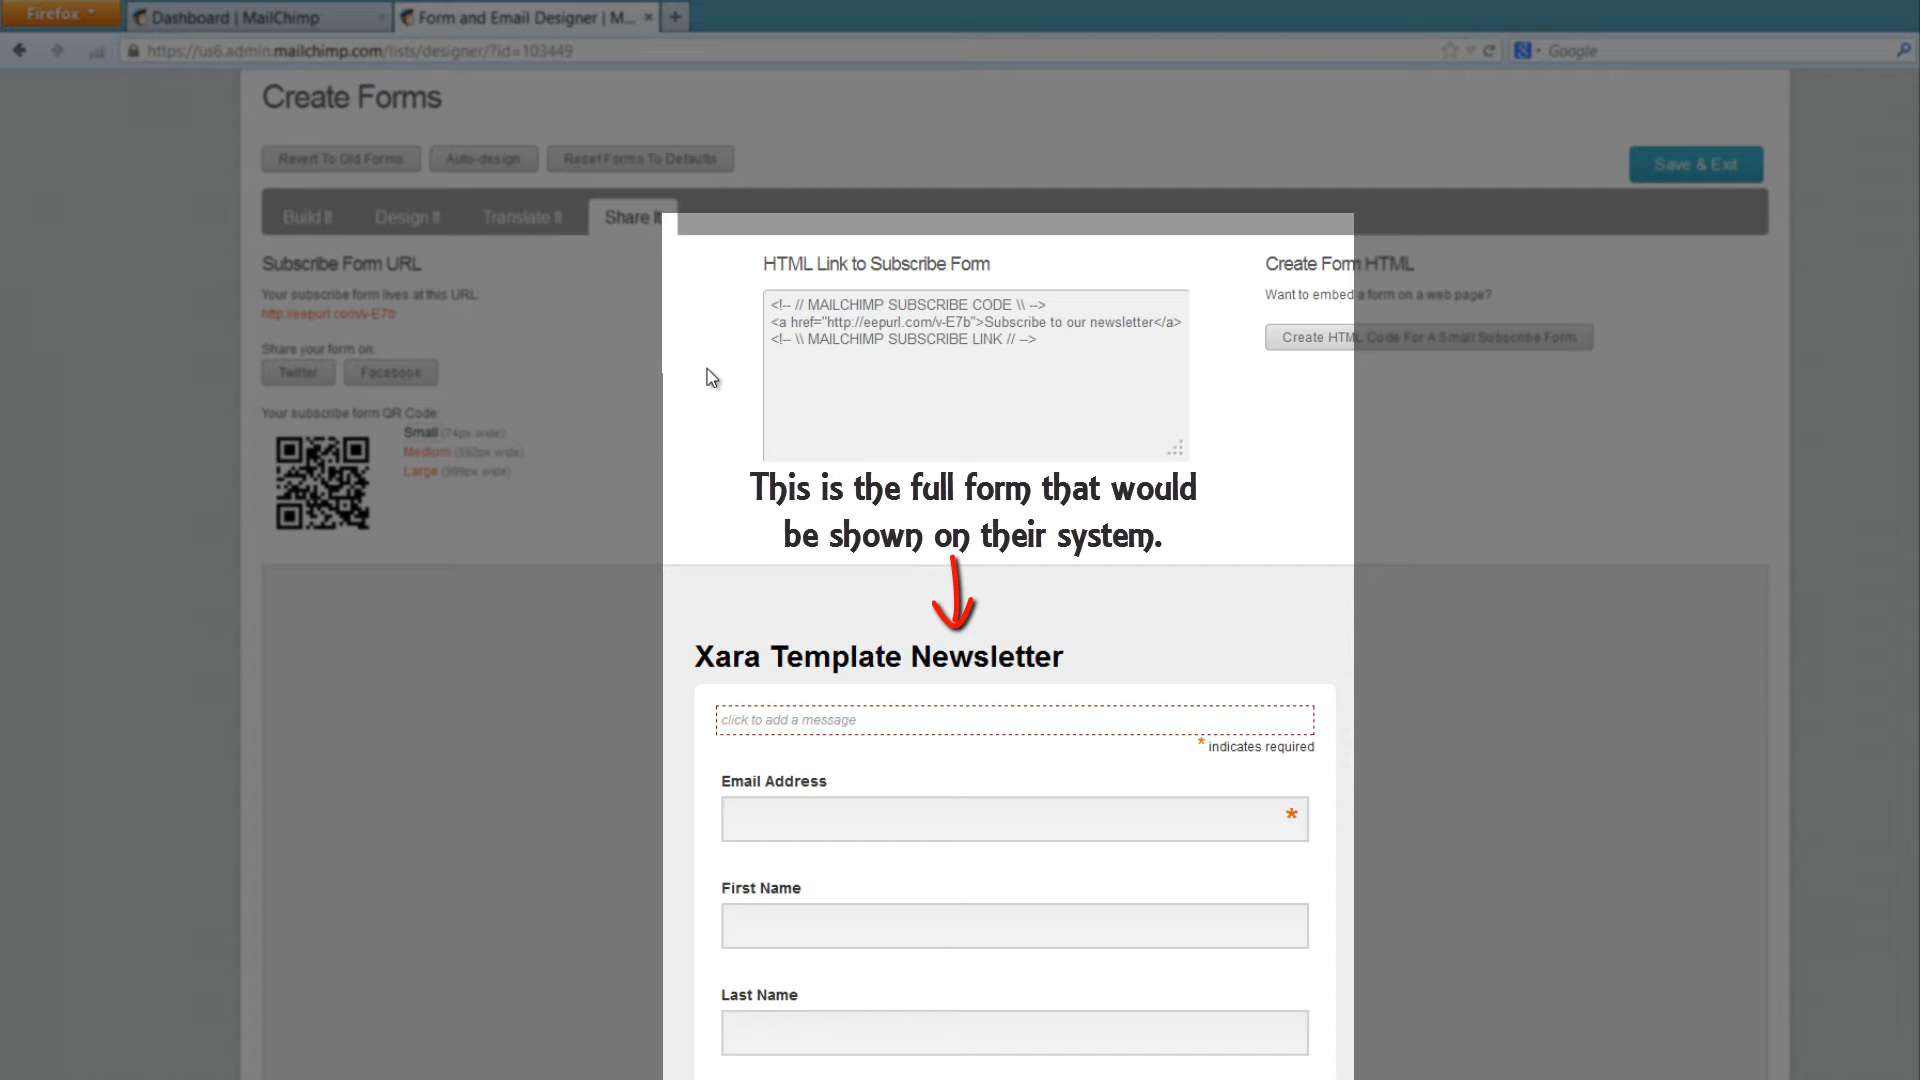 Firefox
Dashboard | MailChimp
Form and Email Designer | M...
https://us6.admin.mailchimp.com/lists/designer/?id=103449
Google
Create Forms
Revert To Old Forms
Auto-design
Reset Forms To Defaults
Save & Exit
Build It
Design It
Translate It
Share It
Subscribe Form URL
Your subscribe form lives at this URL:
http://eepurl.com/v-E7b
Share your form on:
Twitter
Facebook
Your subscribe form QR Code:
Small (74px wide)
Medium (192px wide)
Large (599px wide)
HTML Link to Subscribe Form
<!-- // MAILCHIMP SUBSCRIBE CODE \\ -->
<a href="http://eepurl.com/v-E7b">Subscribe to our newsletter</a>
<!-- \\ MAILCHIMP SUBSCRIBE LINK // -->
Create Form HTML
Want to embed a form on a web page?
Create HTML Code For A Small Subscribe Form
This is the full form that would
be shown on their system.
Xara Template Newsletter
click to add a message
* indicates required
Email Address
*
First Name
Last Name